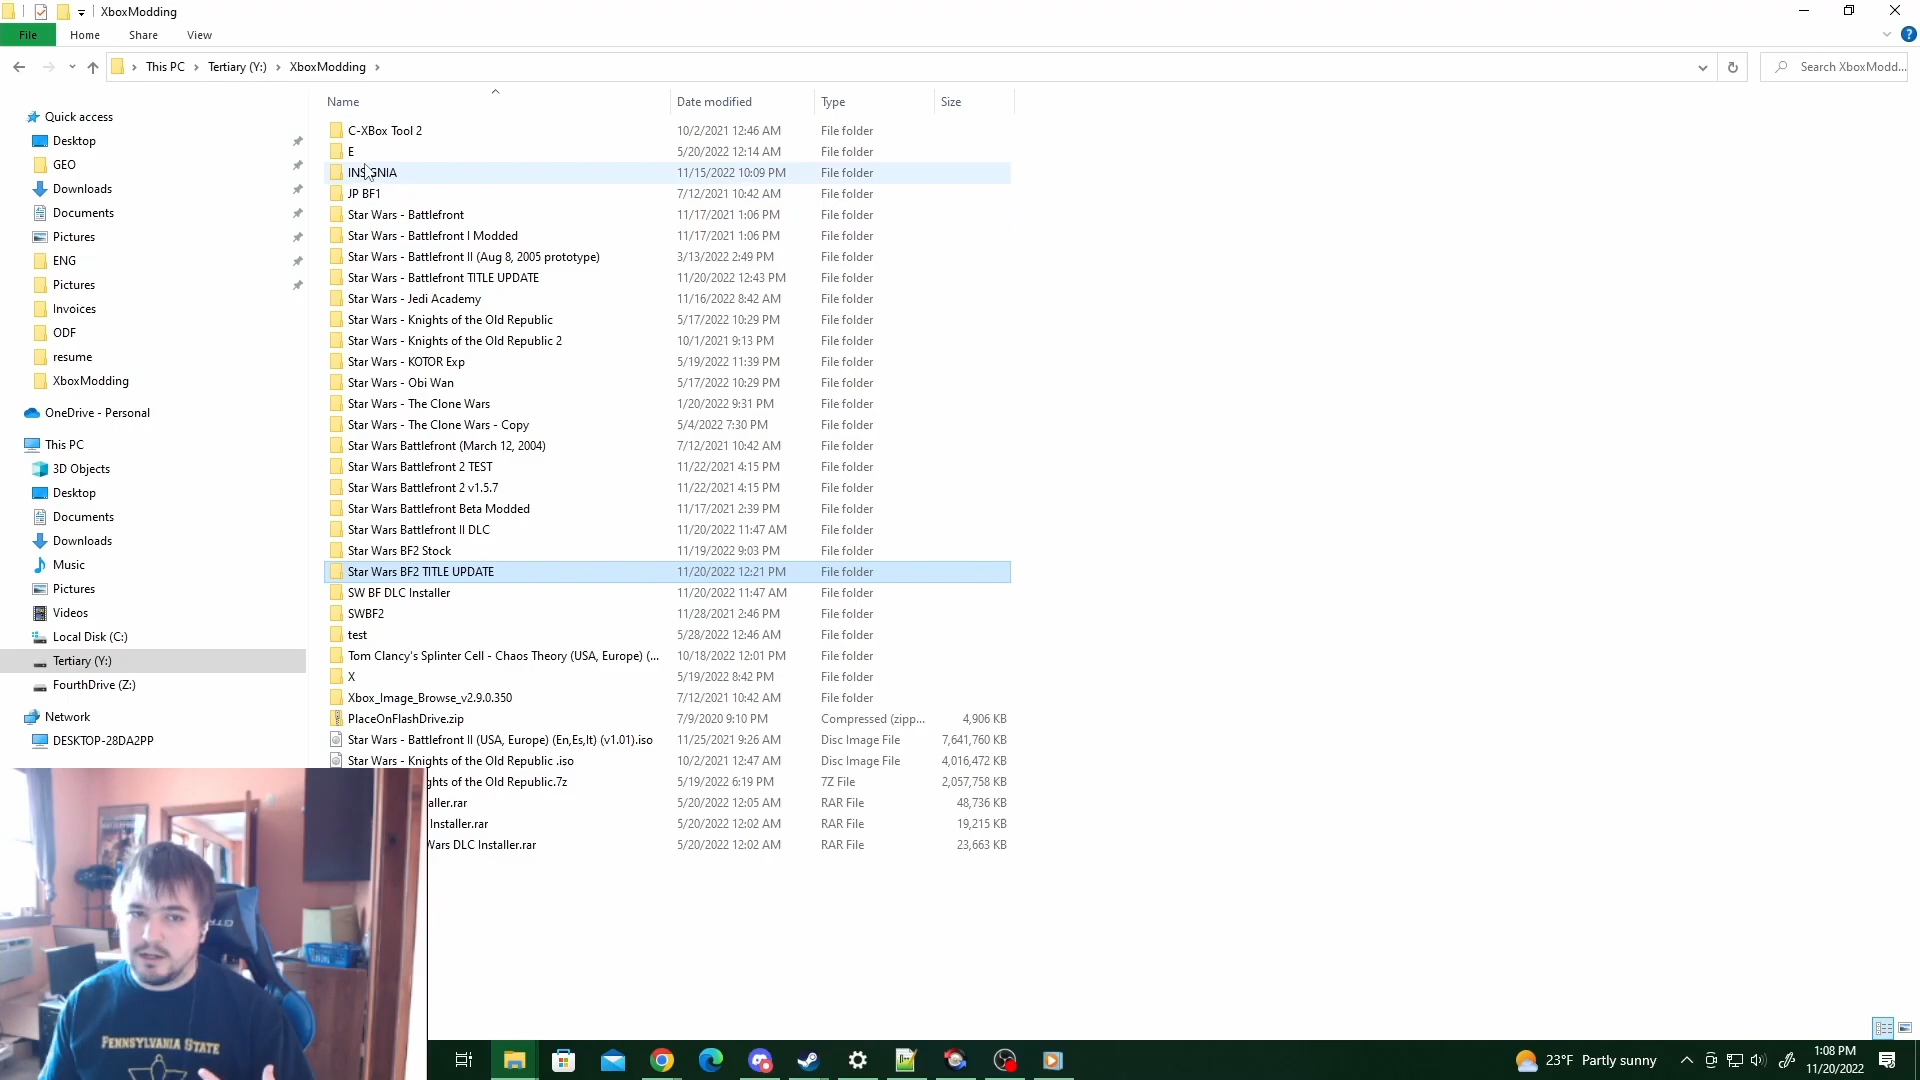 XboxModding
File Home Share View
This PC Tertiary (Y:) XboxModding
Search XboxModd...
Name Date modified Type Size
Quick access
Desktop
GEO
Downloads
Documents
Pictures
ENG
Pictures
Invoices
ODF
resume
XboxModding
OneDrive - Personal
This PC
3D Objects
Desktop
Documents
Downloads
Music
Pictures
Videos
Local Disk (C:)
Tertiary (Y:)
FourthDrive (Z:)
Network
DESKTOP-28DA2PP
C-XBox Tool 2 10/2/2021 12:46 AM File folder
E 5/20/2022 12:14 AM File folder
INSIGNIA 11/15/2022 10:09 PM File folder
JP BF1 7/12/2021 10:42 AM File folder
Star Wars - Battlefront 11/17/2021 1:06 PM File folder
Star Wars - Battlefront I Modded 11/17/2021 1:06 PM File folder
Star Wars - Battlefront II (Aug 8, 2005 prototype) 3/13/2022 2:49 PM File folder
Star Wars - Battlefront TITLE UPDATE 11/20/2022 12:43 PM File folder
Star Wars - Jedi Academy 11/16/2022 8:42 AM File folder
Star Wars - Knights of the Old Republic 5/17/2022 10:29 PM File folder
Star Wars - Knights of the Old Republic 2 10/1/2021 9:13 PM File folder
Star Wars - KOTOR Exp 5/19/2022 11:39 PM File folder
Star Wars - Obi Wan 5/17/2022 10:29 PM File folder
Star Wars - The Clone Wars 1/20/2022 9:31 PM File folder
Star Wars - The Clone Wars - Copy 5/4/2022 7:30 PM File folder
Star Wars Battlefront (March 12, 2004) 7/12/2021 10:42 AM File folder
Star Wars Battlefront 2 TEST 11/22/2021 4:15 PM File folder
Star Wars Battlefront 2 v1.5.7 11/22/2021 4:15 PM File folder
Star Wars Battlefront Beta Modded 11/17/2021 2:39 PM File folder
Star Wars Battlefront II DLC 11/20/2022 11:47 AM File folder
Star Wars BF2 Stock 11/19/2022 9:03 PM File folder
Star Wars BF2 TITLE UPDATE 11/20/2022 12:21 PM File folder
SW BF DLC Installer 11/20/2022 11:47 AM File folder
SWBF2 11/28/2021 2:46 PM File folder
test 5/28/2022 12:46 AM File folder
Tom Clancy's Splinter Cell - Chaos Theory (USA, Europe) (... 10/18/2022 12:01 PM File folder
X 5/19/2022 8:42 PM File folder
Xbox_Image_Browse_v2.9.0.350 7/12/2021 10:42 AM File folder
PlaceOnFlashDrive.zip 7/9/2020 9:10 PM Compressed (zipp... 4,906 KB
Star Wars - Battlefront II (USA, Europe) (En,Es,It) (v1.01).iso 11/25/2021 9:26 AM Disc Image File 7,641,760 KB
Star Wars - Knights of the Old Republic .iso 10/2/2021 12:47 AM Disc Image File 4,016,472 KB
ghts of the Old Republic.7z 5/19/2022 6:19 PM 7Z File 2,057,758 KB
aller.rar 5/20/2022 12:05 AM RAR File 48,736 KB
Installer.rar 5/20/2022 12:02 AM RAR File 19,215 KB
Wars DLC Installer.rar 5/20/2022 12:02 AM RAR File 23,663 KB
PENNSYLVANIA STATE
23°F Partly sunny
1:08 PM
11/20/2022